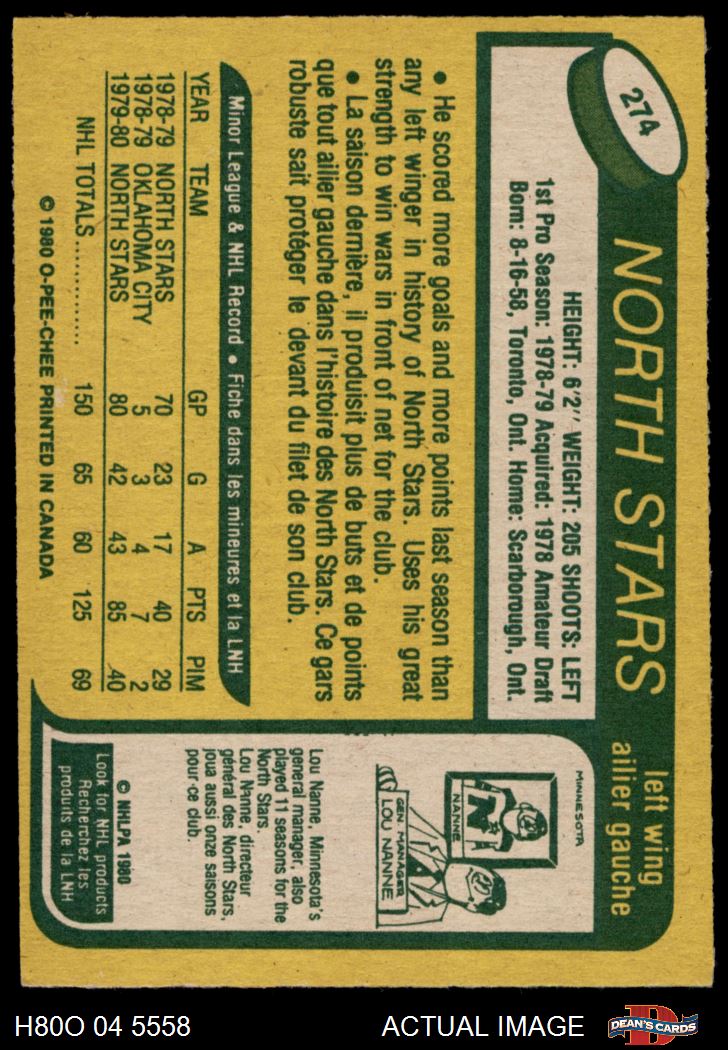 274
NORTH STARS
left wing
ailier gauche
HEIGHT: 6'2" WEIGHT: 205 SHOOTS: LEFT
1st Pro Season: 1978-79 Acquired: 1978 Amateur Draft
Born: 8-16-58, Toronto, Ont. Home: Scarborough, Ont.
● He scored more goals and more points last season than
any left winger in history of North Stars. Uses his great
strength to win wars in front of net for the club.
● La saison dernière, il produisit plus de buts et de points
que tout ailier gauche dans l'histoire des North Stars. Ce gars
robuste sait protéger le devant du filet de son club.
Minor League & NHL Record ● Fiche dans les mineures et la LNH
YEAR TEAM GP G A PTS PIM
1978-79 NORTH STARS 70 23 17 40 29
1978-79 OKLAHOMA CITY 5 3 4 7 2
1979-80 NORTH STARS 80 42 43 85 40
NHL TOTALS.............. 150 65 60 125 69
© 1980 O-PEE-CHEE PRINTED IN CANADA
MINNESOTA
N
NANNE
GEN MANAGER
LOU NANNE
Lou Nanne, Minnesota's
general manager, also
played 11 seasons for the
North Stars.
Lou Nanne, directeur
général des North Stars,
joua aussi onze saisons
pour ce club.
© NHLPA 1980
Look for NHL products
Recherchez les
produits de la LNH
H80O 04 5558
ACTUAL IMAGE
D
DEAN'S CARDS